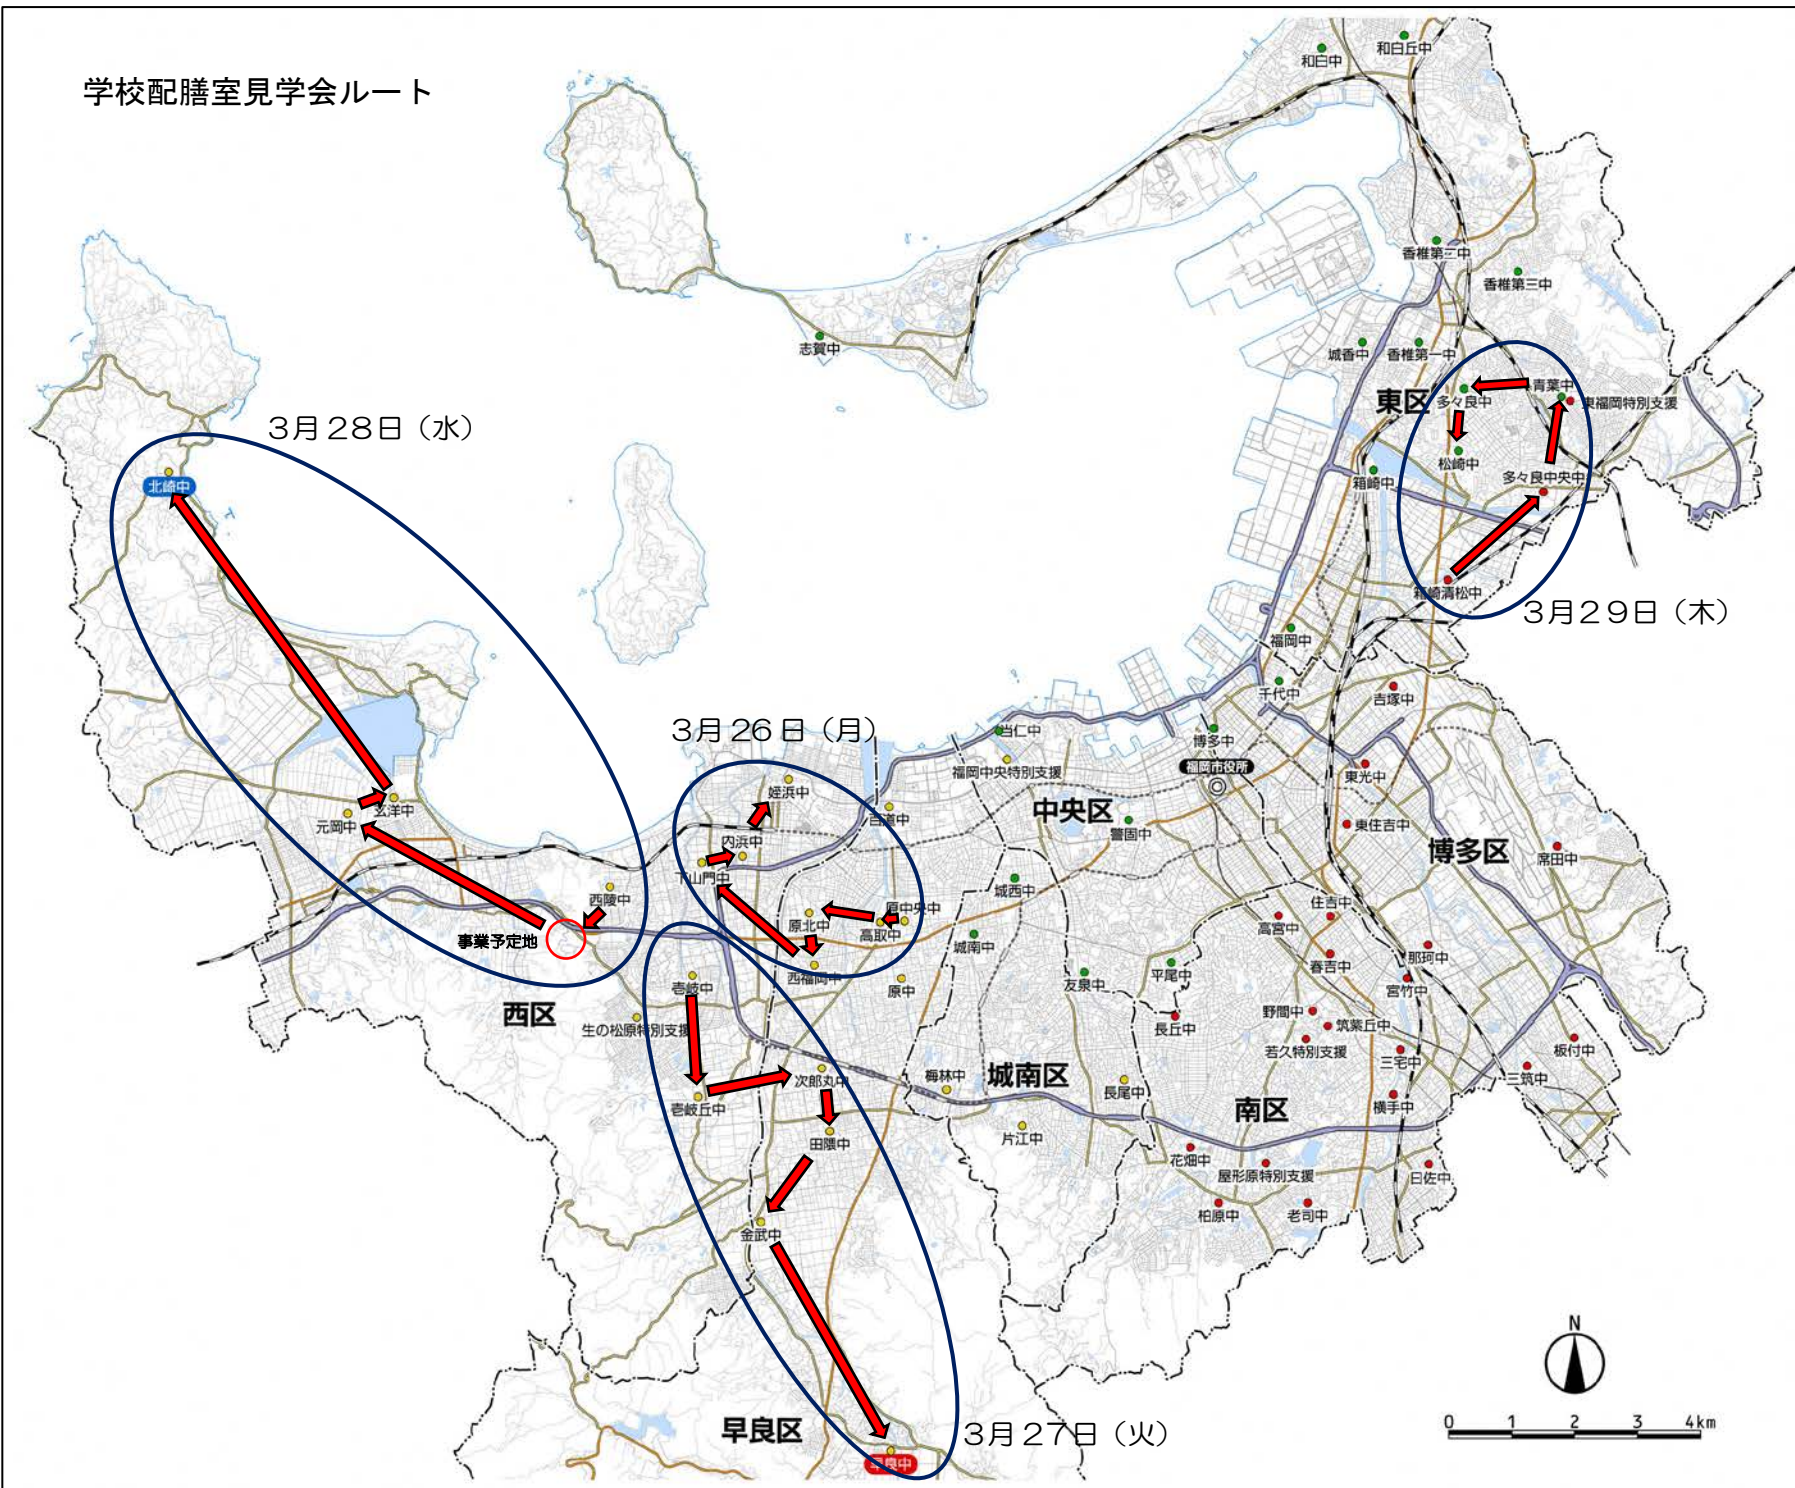 学校配膳室見学会ルート
和白中
和白丘中
香椎第二中
香椎第三中
志賀中
城香中
香椎第一中
東区
多々良中
青葉中
東福岡特別支援
松崎中
箱崎中
多々良中央中
箱崎清松中
3月29日（木）
3月28日（水）
北崎中
福岡中
千代中
吉塚中
3月26日（月）
当仁中
博多中
福岡中央特別支援
福岡市役所
東光中
姪浜中
百道中
中央区
警固中
東住吉中
博多区
席田中
元岡中
玄洋中
内浜中
下山門中
城西中
西陵中
原中央中
原北中
高取中
住吉中
高宮中
事業予定地
城南中
春吉中
那珂中
西福岡中
原中
友泉中
平尾中
宮竹中
壱岐中
西区
生の松原特別支援
長丘中
野間中
筑紫丘中
若久特別支援
三宅中
板付中
三筑中
次郎丸中
梅林中
城南区
長尾中
壱岐丘中
横手中
南区
田隈中
片江中
花畑中
屋形原特別支援
日佐中
金武中
柏原中
老司中
早良区
3月27日（火）
早良中
N
0 1 2 3 4km